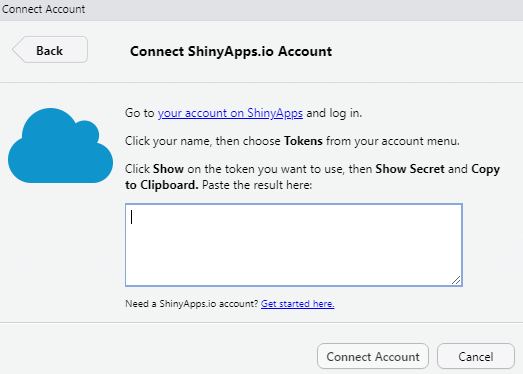 Connect Account
Back
Connect ShinyApps.io Account
Go to your account on ShinyApps and log in.
Click your name, then choose Tokens from your account menu.
Click Show on the token you want to use, then Show Secret and Copy
to Clipboard. Paste the result here:
Need a ShinyApps.io account? Get started here.
Connect Account
Cancel